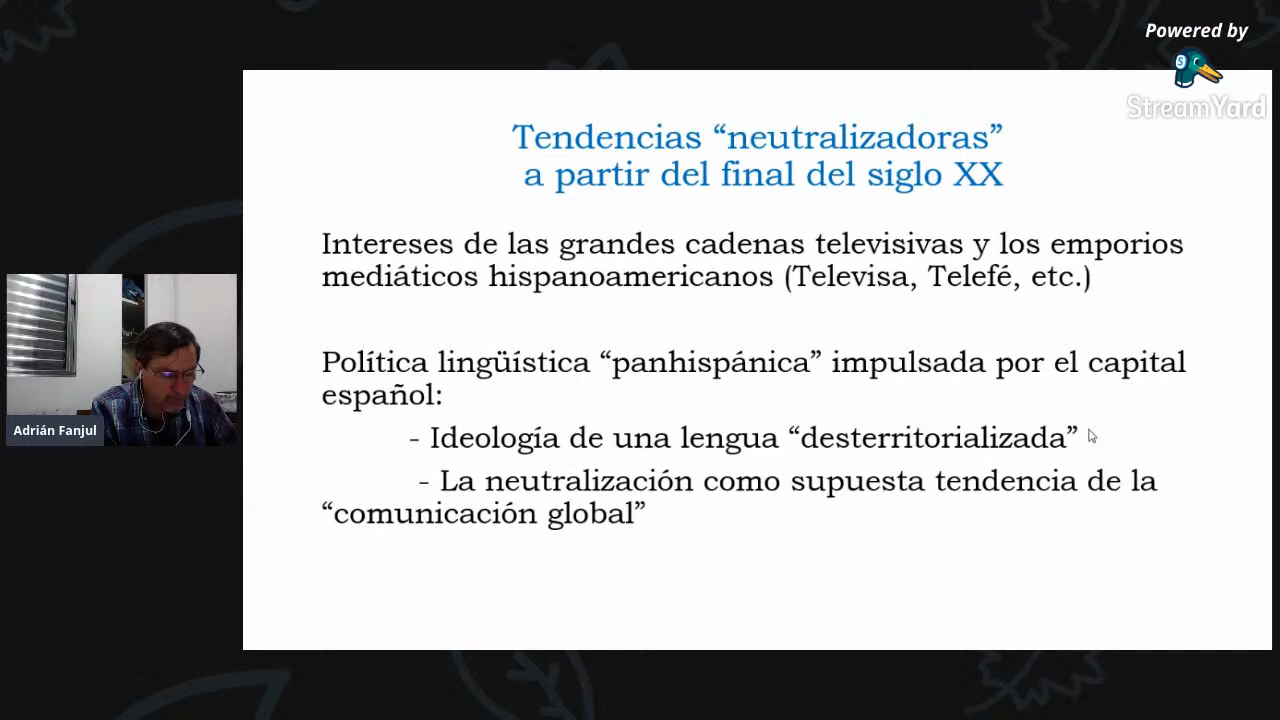 Powered by
StreamYard
Tendencias “neutralizadoras”
a partir del final del siglo XX
Intereses de las grandes cadenas televisivas y los emporios
mediáticos hispanoamericanos (Televisa, Telefé, etc.)
Política lingüística “panhispánica” impulsada por el capital
español:
- Ideología de una lengua “desterritorializada”
- La neutralización como supuesta tendencia de la
“comunicación global”
Adrián Fanjul